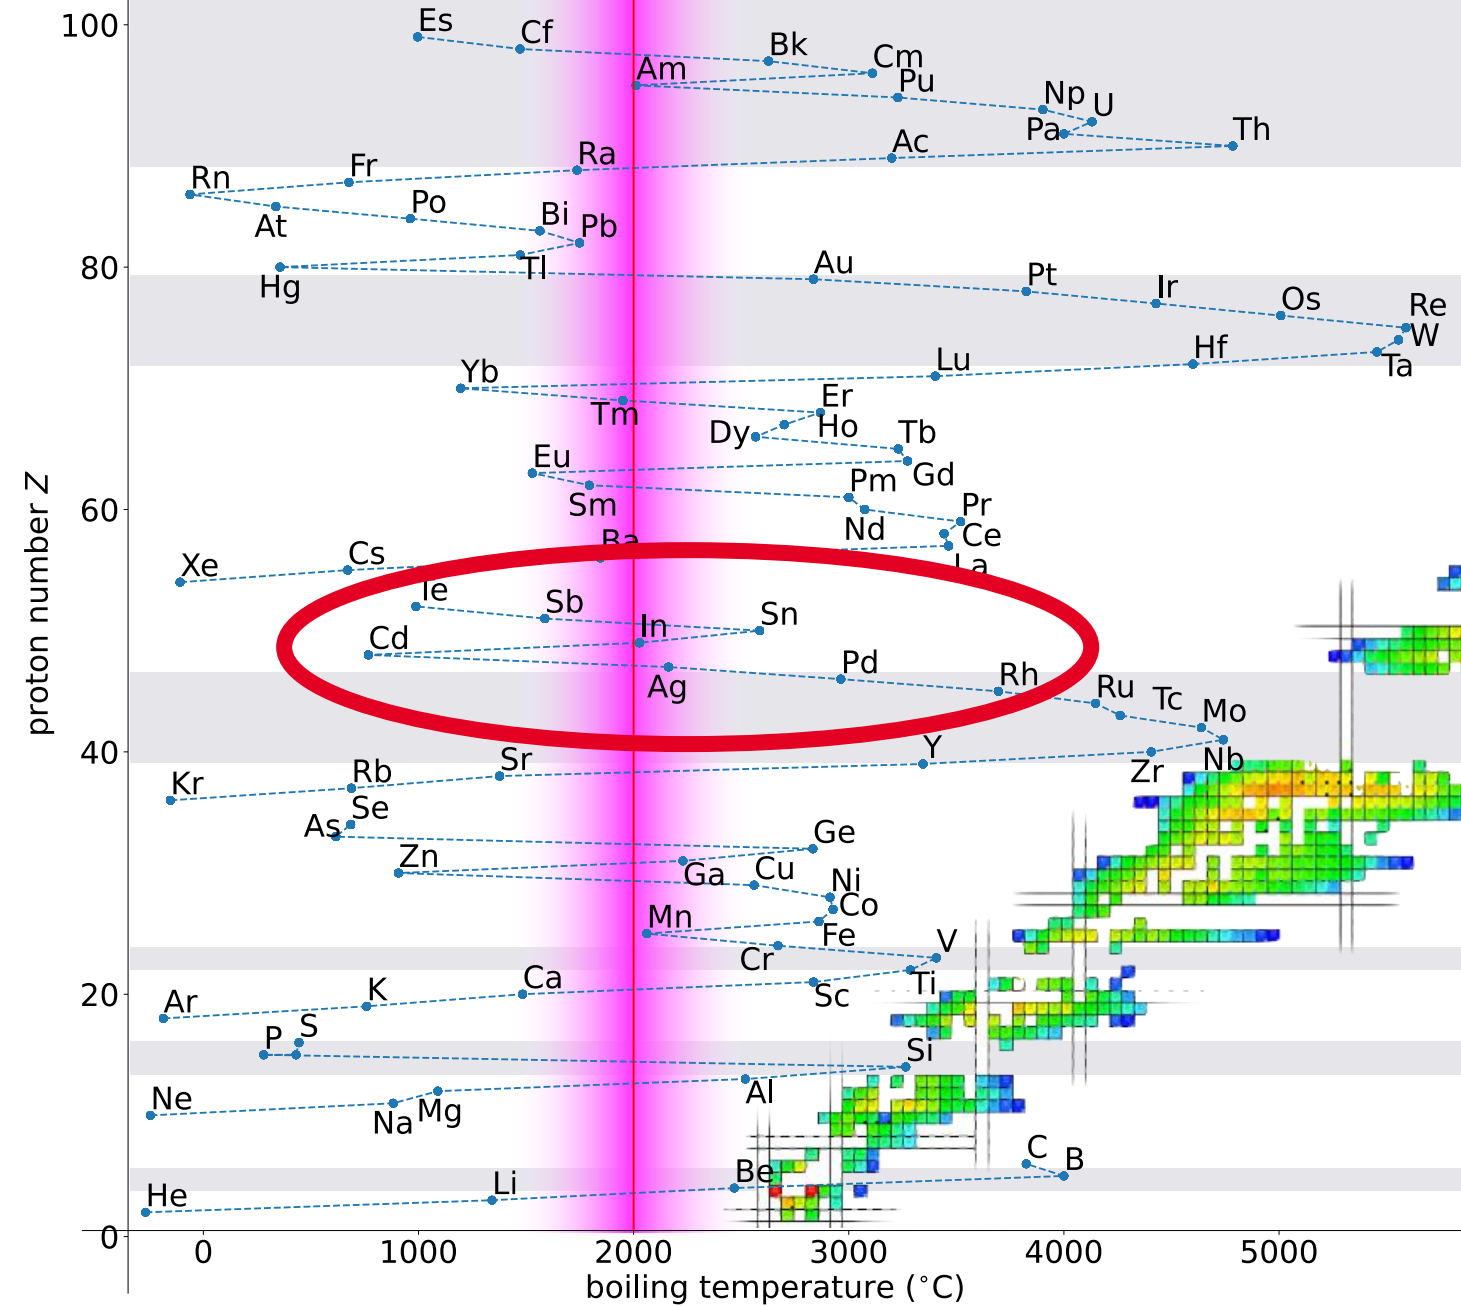 100
Es
Cf
Bk
Cm
Am
Pu
Np
U
Pa
Th
Ac
Ra
Fr
Rn
At
Po
Bi
Pb
Tl
80
Hg
Au
Pt
Ir
Os
Re
W
Ta
Hf
Lu
Yb
Tm
Er
Ho
Dy
Tb
Gd
Eu
Sm
Pm
60
Nd
Pr
Ce
La
Ba
Cs
Xe
Te
Sb
Sn
In
Cd
Ag
Pd
Rh
Ru
Tc
Mo
Nb
40
Zr
Y
Sr
Rb
Kr
Se
As
Ge
Zn
Ga
Cu
Ni
Co
Mn
Fe
Cr
V
Ti
20
Sc
Ca
K
Ar
S
P
Si
Al
Mg
Na
Ne
C
B
Be
Li
He
0
0 1000 2000 3000 4000 5000
boiling temperature (°C)
proton number Z